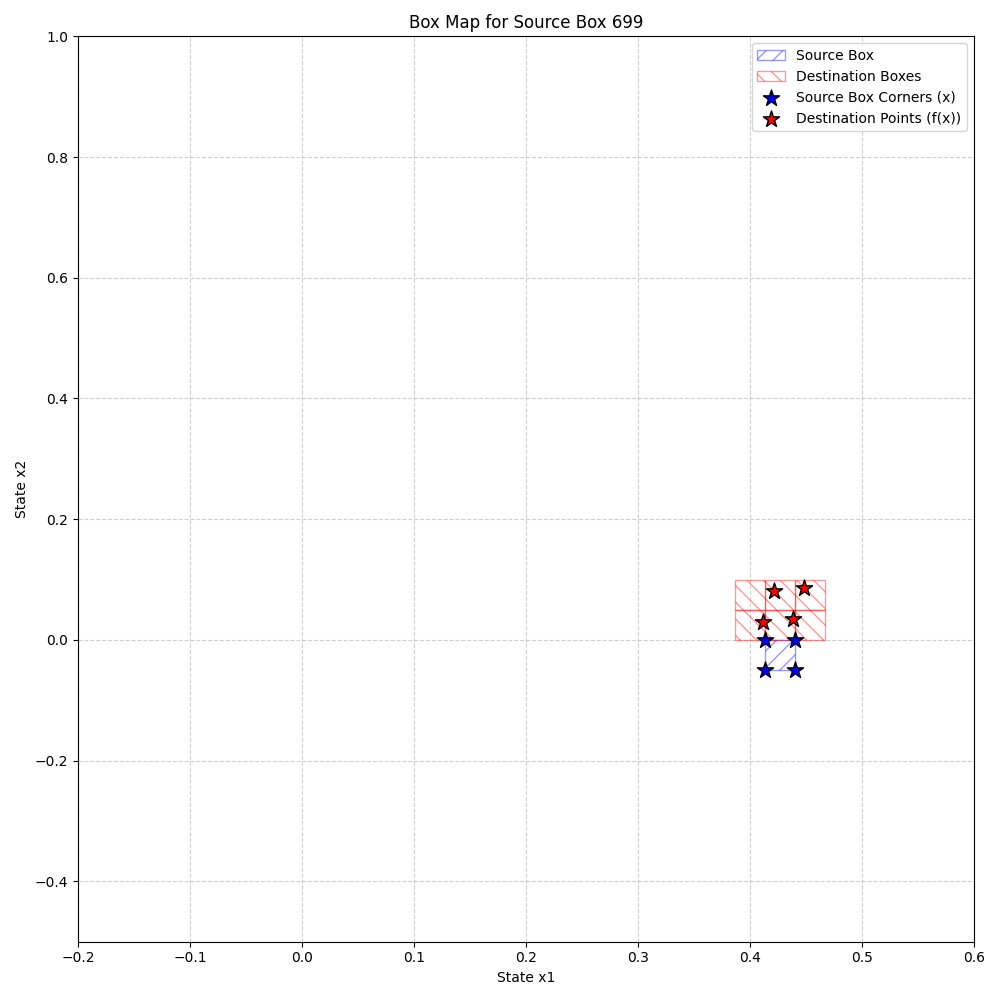 Box Map for Source Box 699
Source Box
Destination Boxes
Source Box Corners (x)
Destination Points (f(x))
1.0
0.8
0.6
0.4
0.2
0.0
−0.2
−0.4
State x2
−0.2
−0.1
0.0
0.1
0.2
0.3
0.4
0.5
0.6
State x1